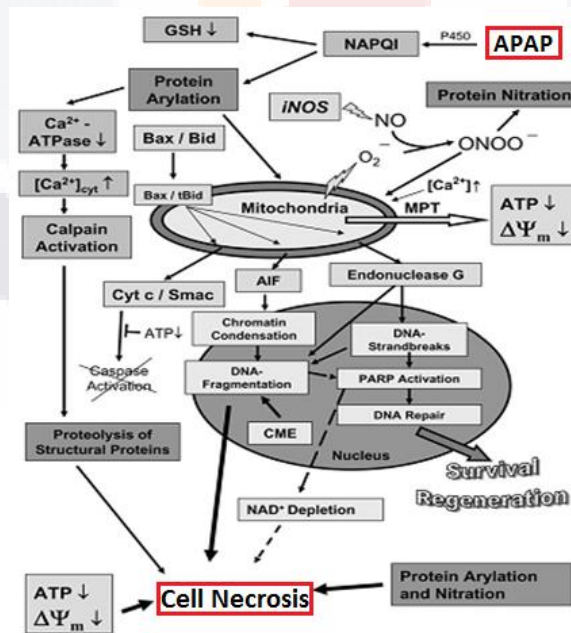 GSH ↓
NAPQI
P450
APAP
Protein
Arylation
iNOS
NO
Protein Nitration
Ca²⁺ -
ATPase ↓
Bax / Bid
O₂⁻
ONOO⁻
[Ca²⁺]cyt ↑
Bax / tBid
Mitochondria
[Ca²⁺]↑
MPT
ATP ↓
ΔΨm ↓
Calpain
Activation
Cyt c / Smac
AIF
Endonuclease G
ATP↓
Chromatin
Condensation
DNA-
Strandbreaks
Caspase
Activation
DNA-
Fragmentation
PARP Activation
DNA Repair
CME
Nucleus
Proteolysis of
Structural Proteins
Survival
Regeneration
NAD⁺ Depletion
ATP ↓
ΔΨm ↓
Cell Necrosis
Protein Arylation
and Nitration